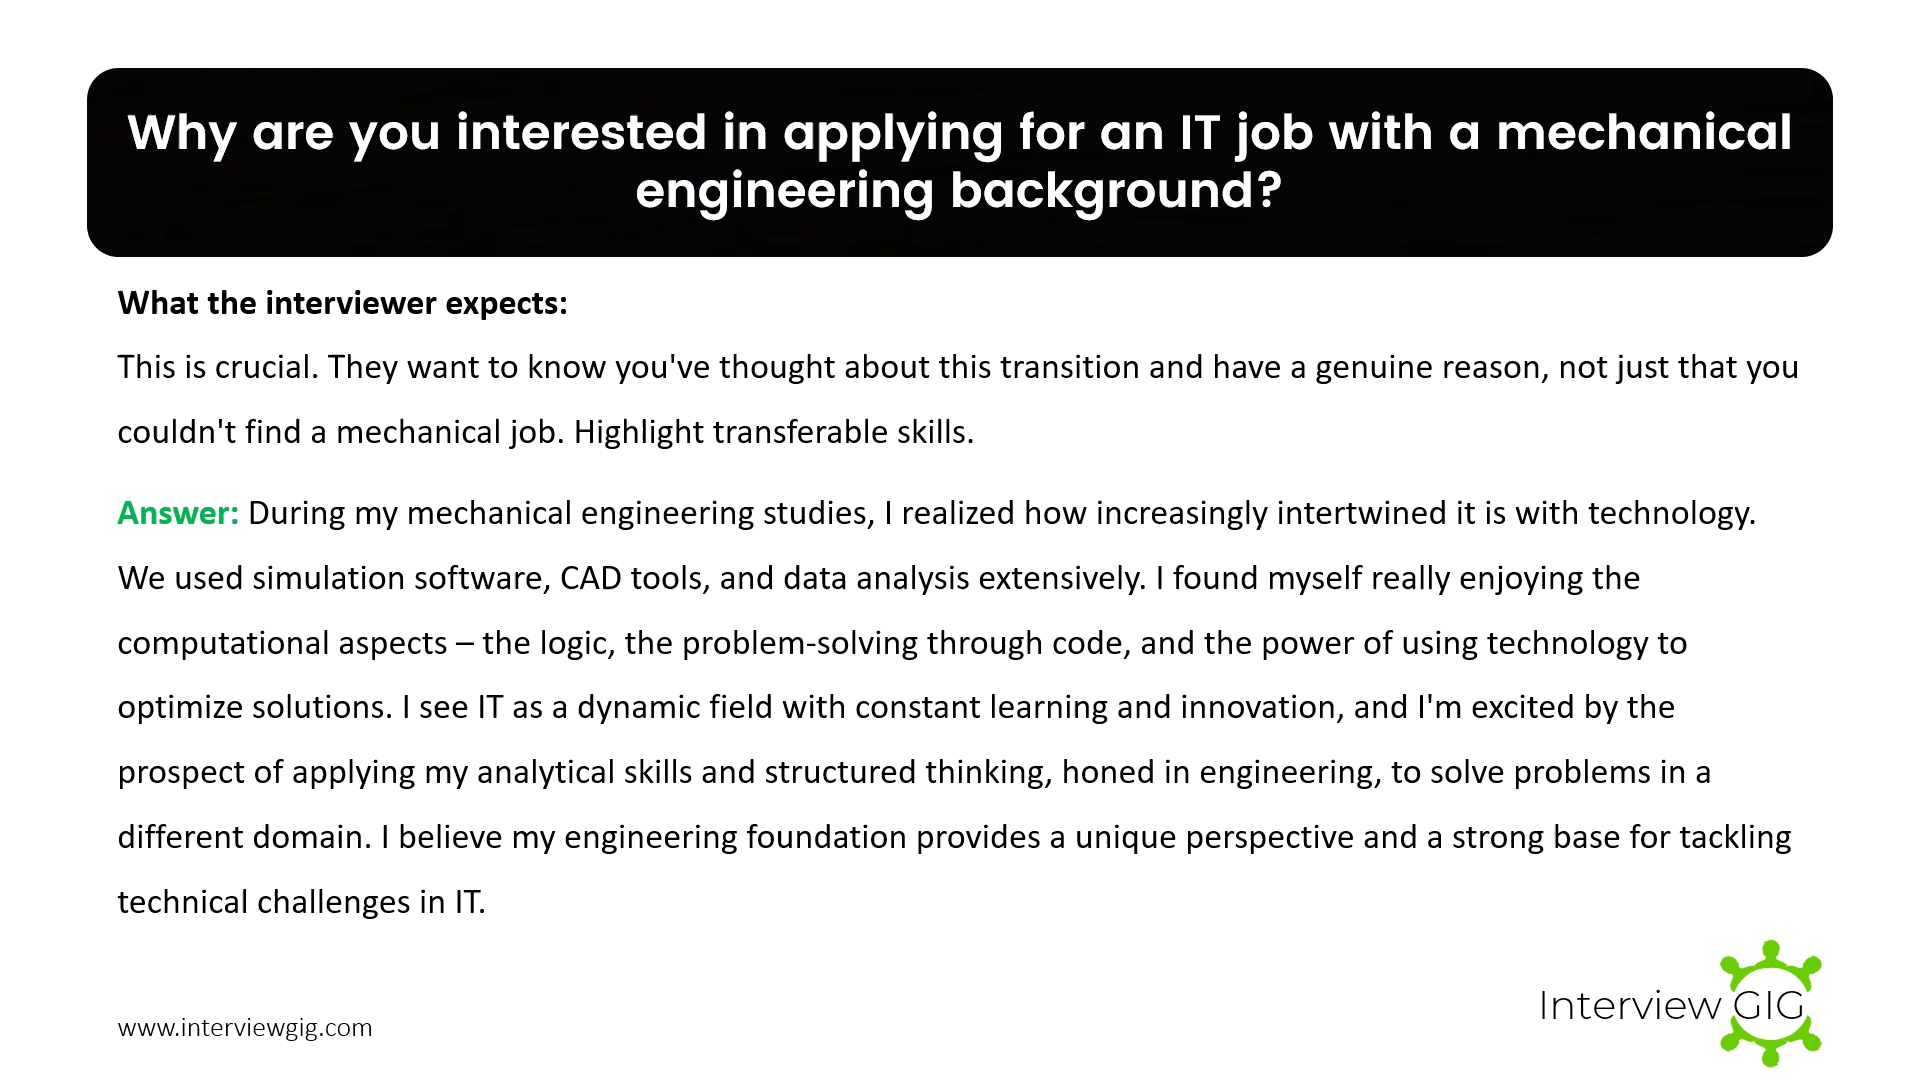 Why are you interested in applying for an IT job with a mechanical
engineering background?
What the interviewer expects:
This is crucial. They want to know you've thought about this transition and have a genuine reason, not just that you
couldn't find a mechanical job. Highlight transferable skills.
Answer: During my mechanical engineering studies, I realized how increasingly intertwined it is with technology.
We used simulation software, CAD tools, and data analysis extensively. I found myself really enjoying the
computational aspects – the logic, the problem-solving through code, and the power of using technology to
optimize solutions. I see IT as a dynamic field with constant learning and innovation, and I'm excited by the
prospect of applying my analytical skills and structured thinking, honed in engineering, to solve problems in a
different domain. I believe my engineering foundation provides a unique perspective and a strong base for tackling
technical challenges in IT.
Interview GIG
www.interviewgig.com